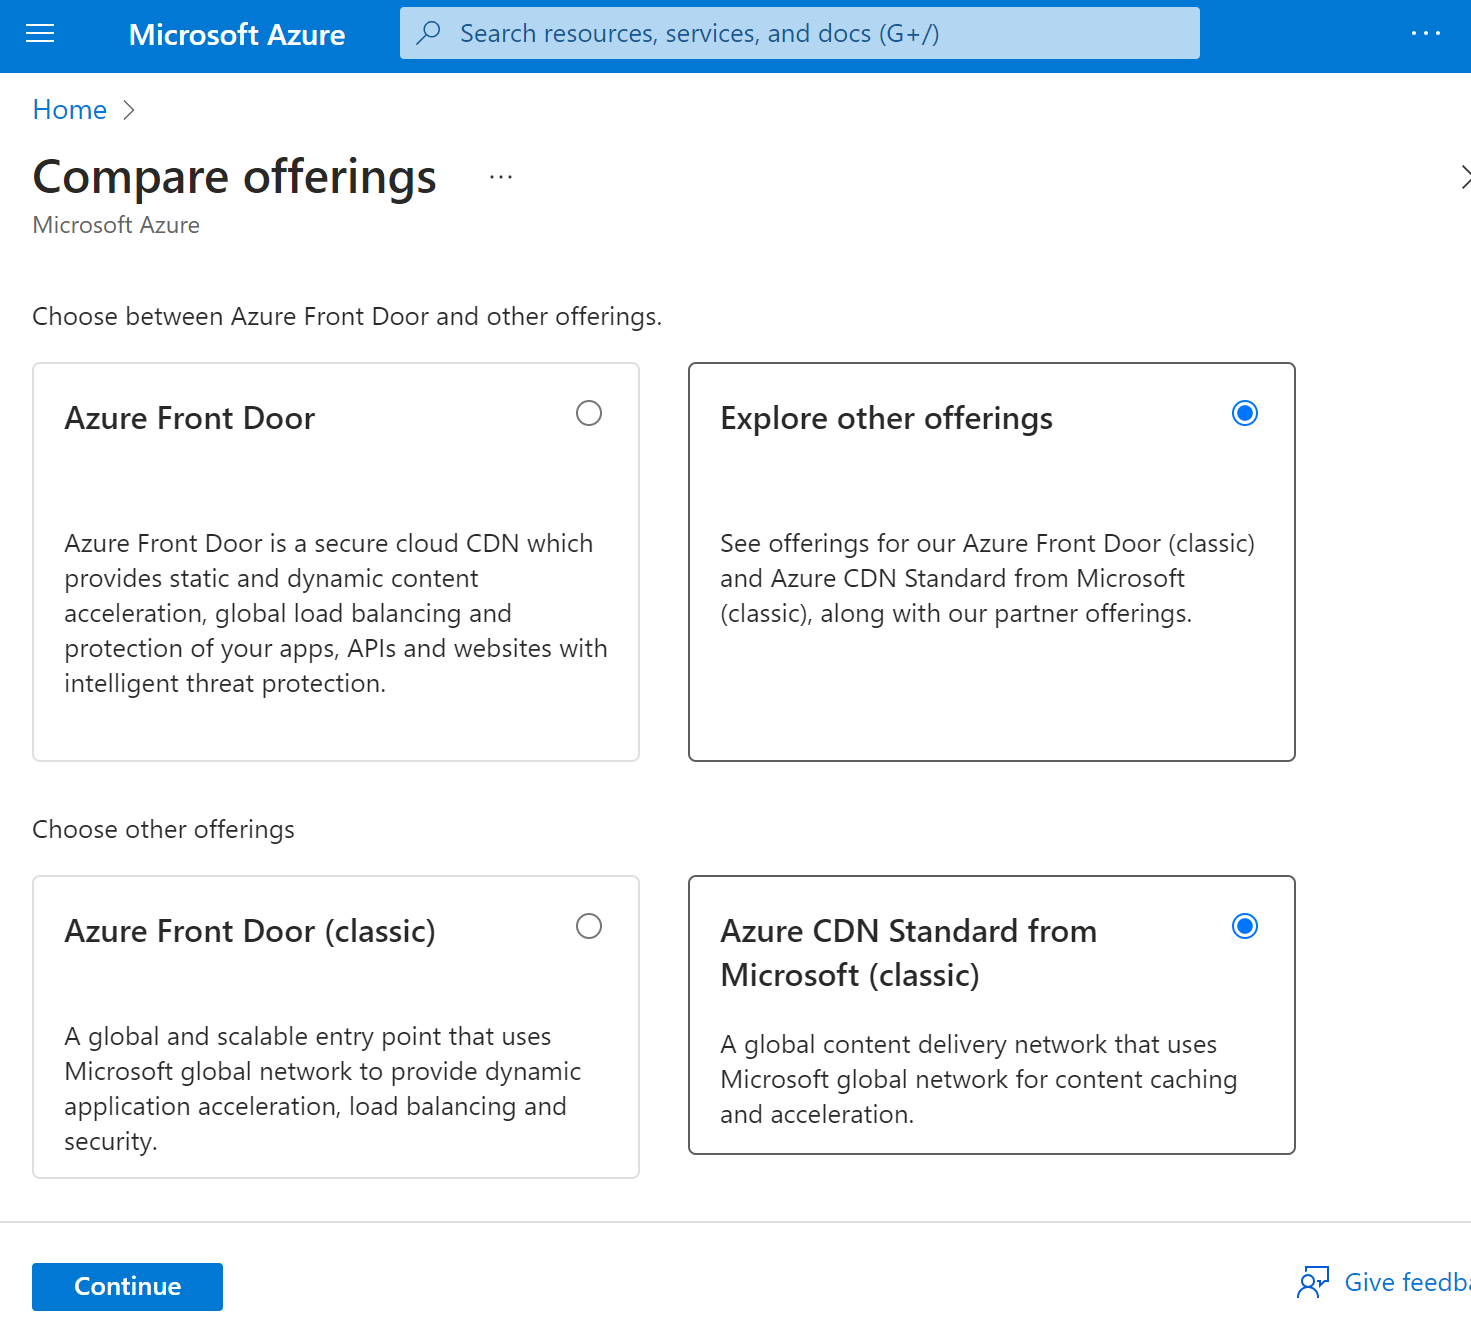 Microsoft Azure
Search resources, services, and docs (G+/)
Home
Compare offerings
Microsoft Azure
Choose between Azure Front Door and other offerings.
Azure Front Door
Azure Front Door is a secure cloud CDN which
provides static and dynamic content
acceleration, global load balancing and
protection of your apps, APIs and websites with
intelligent threat protection.
Explore other offerings
See offerings for our Azure Front Door (classic)
and Azure CDN Standard from Microsoft
(classic), along with our partner offerings.
Choose other offerings
Azure Front Door (classic)
A global and scalable entry point that uses
Microsoft global network to provide dynamic
application acceleration, load balancing and
security.
Azure CDN Standard from
Microsoft (classic)
A global content delivery network that uses
Microsoft global network for content caching
and acceleration.
Continue
Give feedba